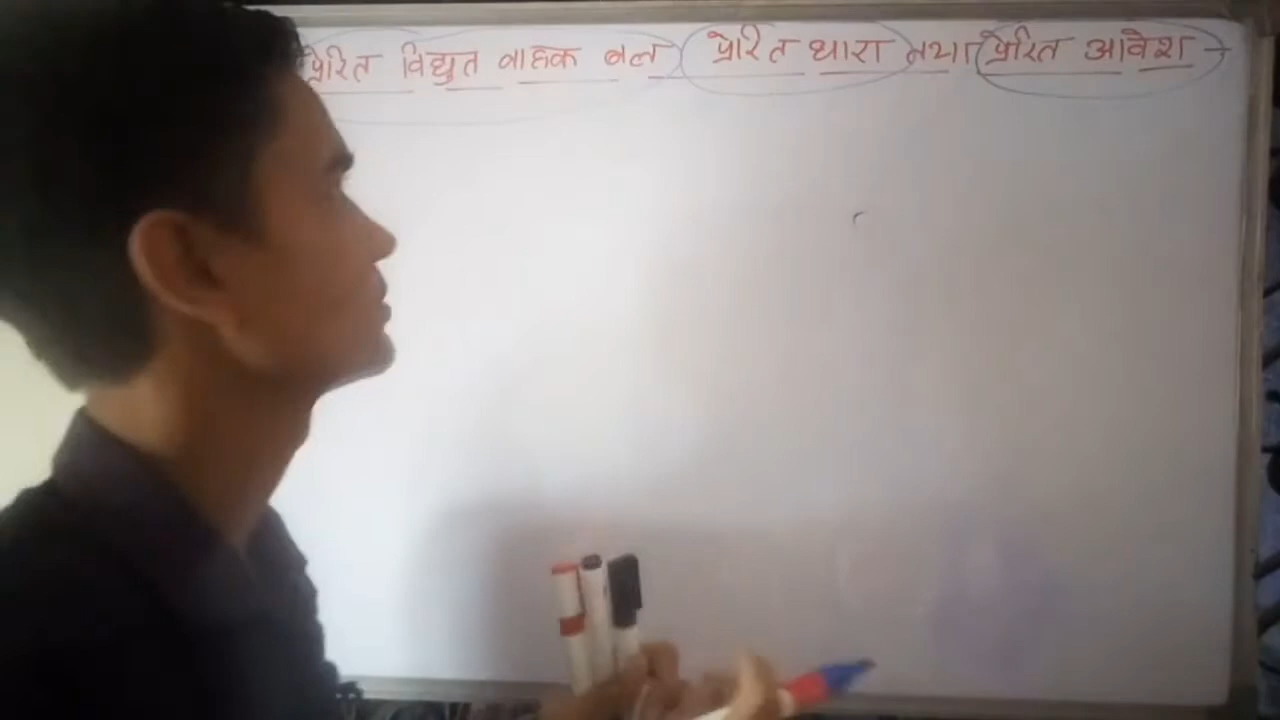 प्रेरित विद्युत वाहक बल प्रेरित धारा तथा प्रेरित आवेश -